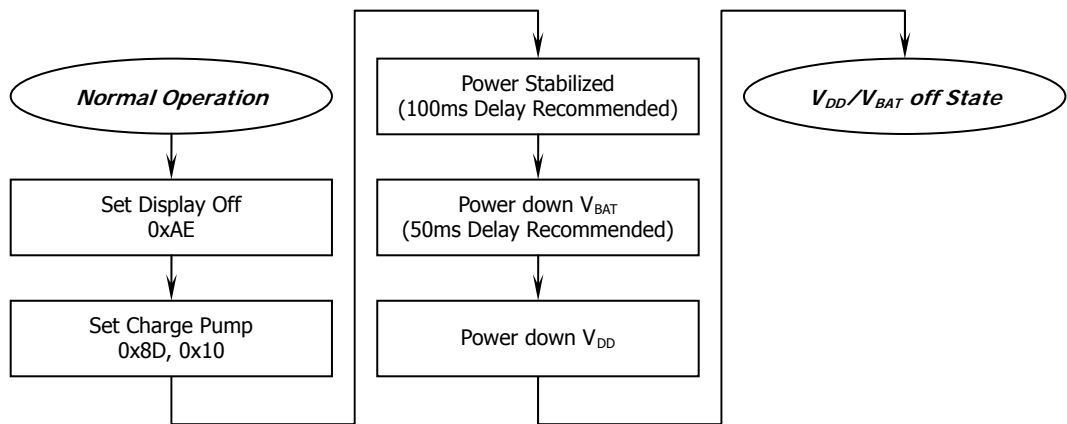 Normal Operation
Set Display Off
0xAE
Set Charge Pump
0x8D, 0x10
Power Stabilized
(100ms Delay Recommended)
Power down VBAT
(50ms Delay Recommended)
Power down VDD
VDD/VBAT off State